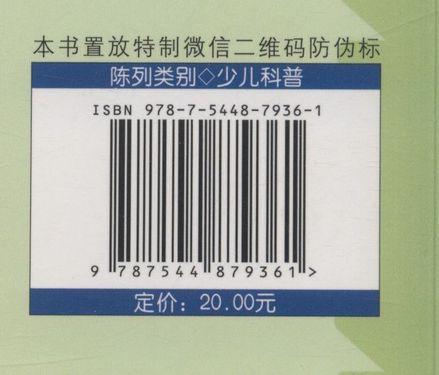 本书置放特制微信二维码防伪标
陈列类别◇少儿科普
ISBN 978-7-5448-7936-1
9 787544 879361 >
定价：20.00元